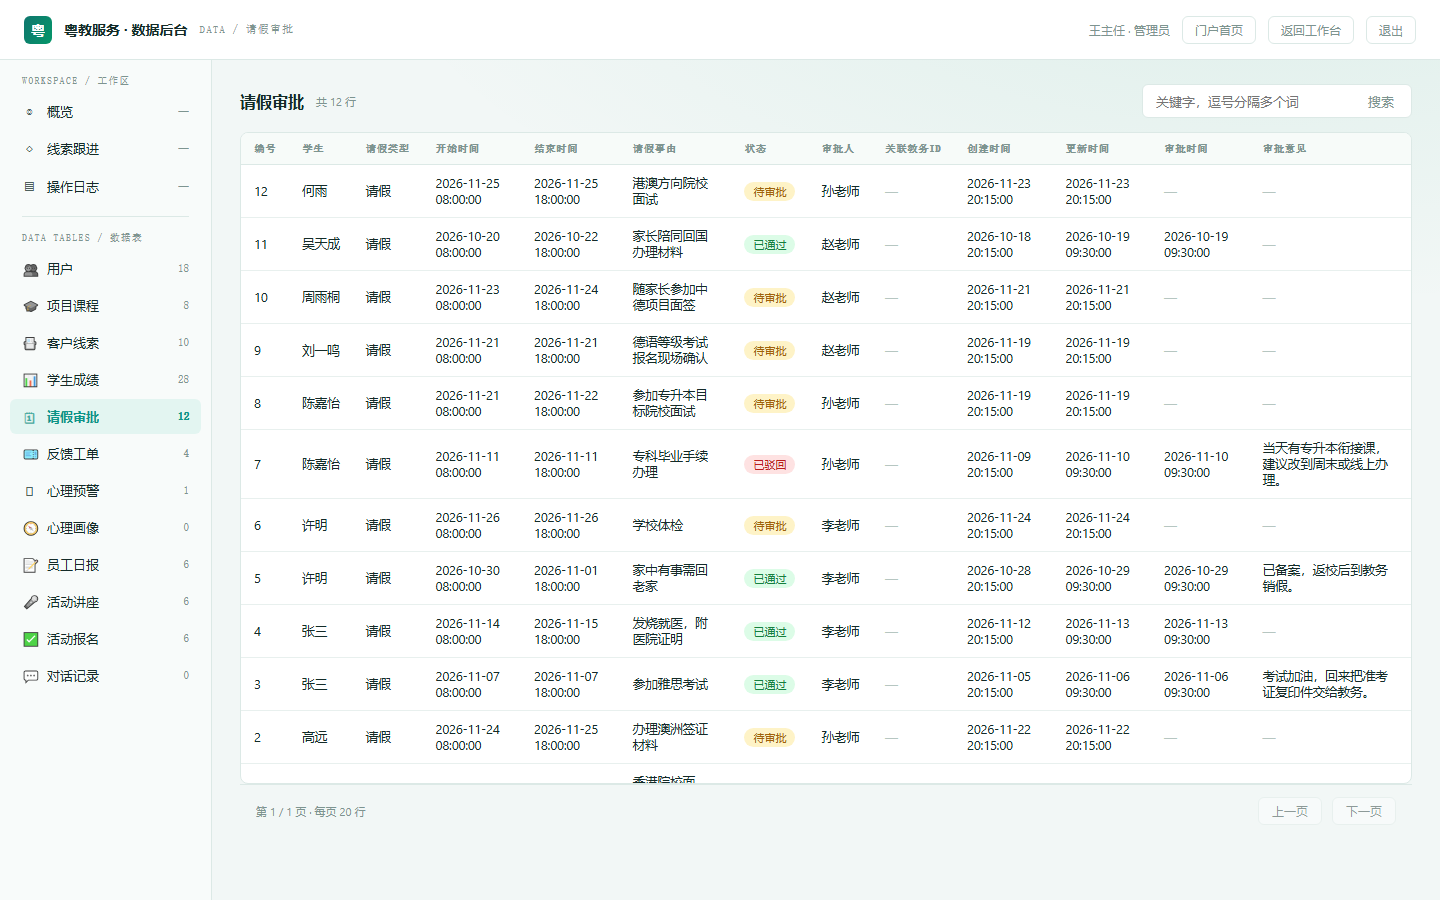 粤 粤教服务 · 数据后台 DATA / 请假审批 王主任 · 管理员 门户首页 返回工作台 退出
WORKSPACE / 工作区
概览 —
线索跟进 —
操作日志 —
DATA TABLES / 数据表
用户 18
项目课程 8
客户线索 10
学生成绩 28
请假审批 12
反馈工单 4
心理预警 1
心理画像 0
员工日报 6
活动讲座 6
活动报名 6
对话记录 0
请假审批 共 12 行 关键字，逗号分隔多个词 搜索
编号 学生 请假类型 开始时间 结束时间 请假事由 状态 审批人 关联教务ID 创建时间 更新时间 审批时间 审批意见
12 何雨 请假 2026-11-25 08:00:00 2026-11-25 18:00:00 港澳方向院校面试 待审批 孙老师 — 2026-11-23 20:15:00 2026-11-23 20:15:00 — —
11 吴天成 请假 2026-10-20 08:00:00 2026-10-22 18:00:00 家长陪同回国办理材料 已通过 赵老师 — 2026-10-18 20:15:00 2026-10-19 09:30:00 2026-10-19 09:30:00 —
10 周雨桐 请假 2026-11-23 08:00:00 2026-11-24 18:00:00 随家长参加中德项目面签 待审批 赵老师 — 2026-11-21 20:15:00 2026-11-21 20:15:00 — —
9 刘一鸣 请假 2026-11-21 08:00:00 2026-11-21 18:00:00 德语等级考试报名现场确认 待审批 赵老师 — 2026-11-19 20:15:00 2026-11-19 20:15:00 — —
8 陈嘉怡 请假 2026-11-21 08:00:00 2026-11-22 18:00:00 参加专升本目标院校面试 待审批 孙老师 — 2026-11-19 20:15:00 2026-11-19 20:15:00 — —
7 陈嘉怡 请假 2026-11-11 08:00:00 2026-11-11 18:00:00 专科毕业手续办理 已驳回 孙老师 — 2026-11-09 20:15:00 2026-11-10 09:30:00 2026-11-10 09:30:00 当天有专升本衔接课，建议改到周末或线上办理。
6 许明 请假 2026-11-26 08:00:00 2026-11-26 18:00:00 学校体检 待审批 李老师 — 2026-11-24 20:15:00 2026-11-24 20:15:00 — —
5 许明 请假 2026-10-30 08:00:00 2026-11-01 18:00:00 家中有事需回老家 已通过 李老师 — 2026-10-28 20:15:00 2026-10-29 09:30:00 2026-10-29 09:30:00 已备案，返校后到教务销假。
4 张三 请假 2026-11-14 08:00:00 2026-11-15 18:00:00 发烧就医，附医院证明 已通过 李老师 — 2026-11-12 20:15:00 2026-11-13 09:30:00 2026-11-13 09:30:00 —
3 张三 请假 2026-11-07 08:00:00 2026-11-07 18:00:00 参加雅思考试 已通过 李老师 — 2026-11-05 20:15:00 2026-11-06 09:30:00 2026-11-06 09:30:00 考试加油，回来把准考证复印件交给教务。
2 高远 请假 2026-11-24 08:00:00 2026-11-25 18:00:00 办理澳洲签证材料 待审批 孙老师 — 2026-11-22 20:15:00 2026-11-22 20:15:00 — —
香港院校面
第 1 / 1 页 · 每页 20 行 上一页 下一页